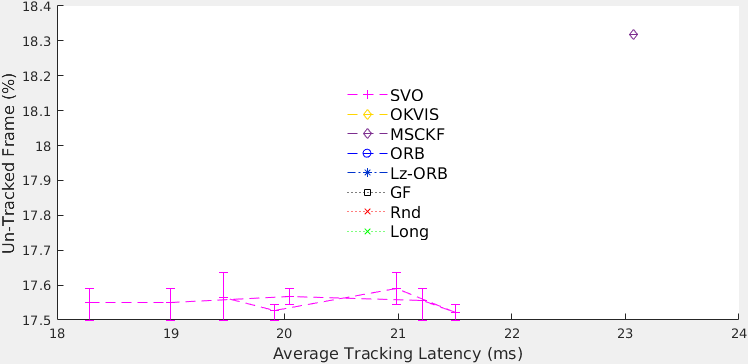 18.4
18.3
18.2
18.1
18
17.9
17.8
17.7
17.6
17.5
Un-Tracked Frame (%)
SVO
OKVIS
MSCKF
ORB
Lz-ORB
GF
Rnd
Long
18 19 20 21 22 23 24
Average Tracking Latency (ms)